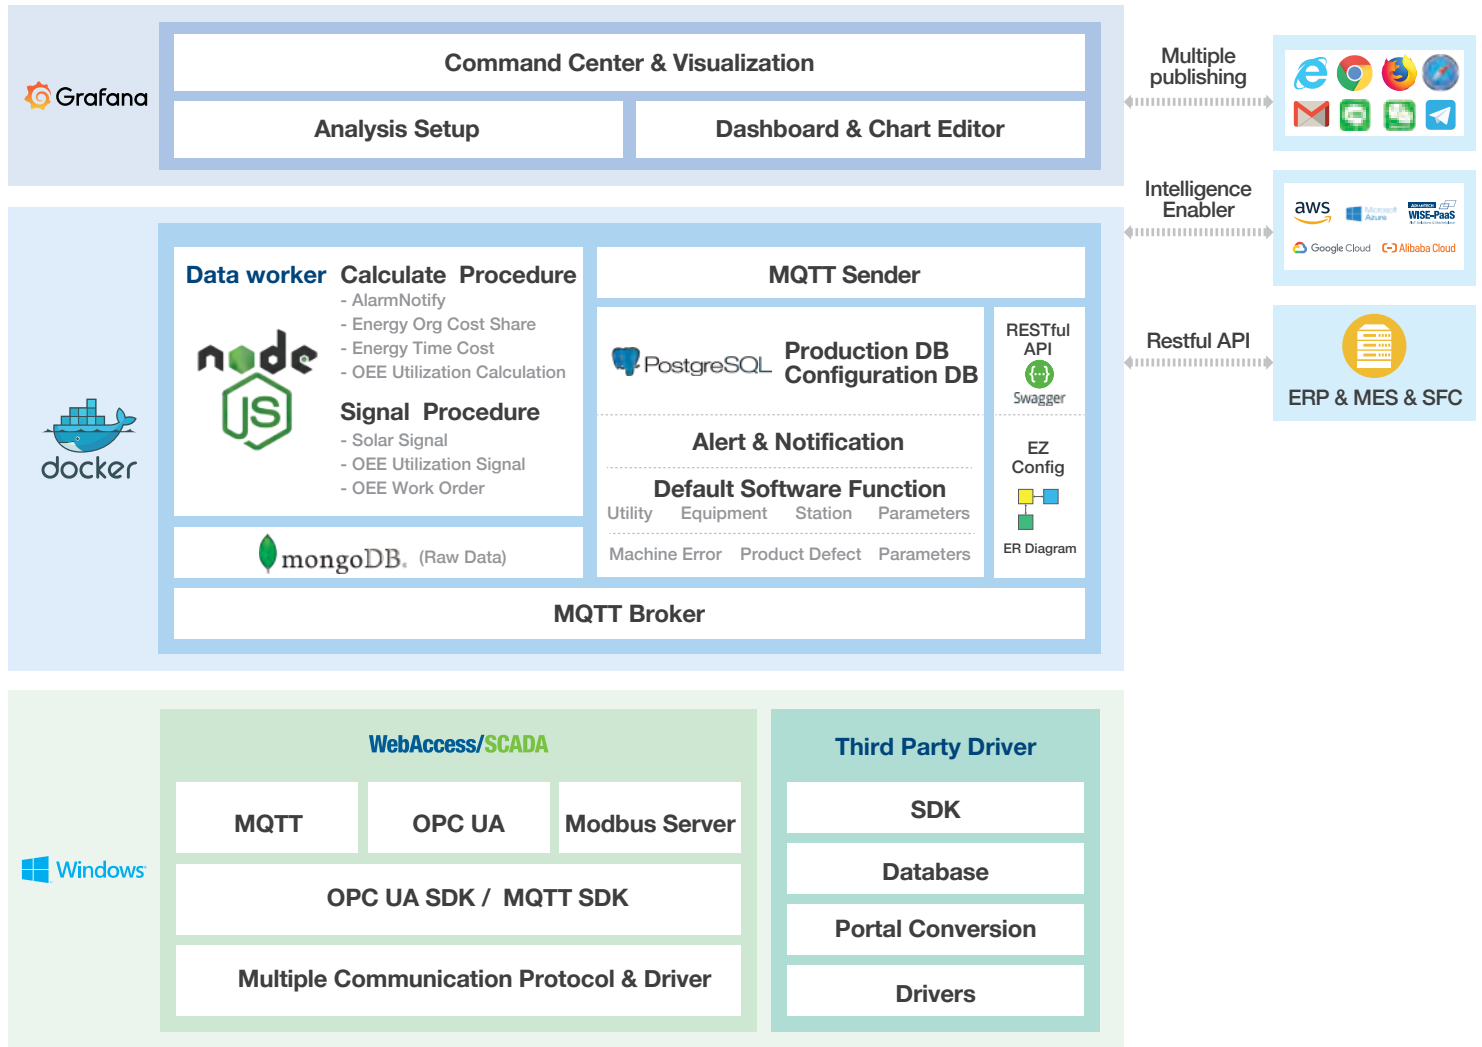 Grafana
Command Center & Visualization
Analysis Setup
Dashboard & Chart Editor
Multiple
publishing
Intelligence
Enabler
aws
Microsoft
Azure
ADVANTECH
WISE-PaaS
Google Cloud
Alibaba Cloud
Restful API
ERP & MES & SFC
docker
Data worker
node
JS
Calculate Procedure
- AlarmNotify
- Energy Org Cost Share
- Energy Time Cost
- OEE Utilization Calculation
Signal Procedure
- Solar Signal
- OEE Utilization Signal
- OEE Work Order
mongoDB. (Raw Data)
MQTT Sender
PostgreSQL
Production DB
Configuration DB
Alert & Notification
Default Software Function
Utility Equipment Station Parameters
Machine Error Product Defect Parameters
RESTful
API
{···}
Swagger
EZ
Config
ER Diagram
MQTT Broker
Windows
WebAccess/SCADA
MQTT
OPC UA
Modbus Server
OPC UA SDK / MQTT SDK
Multiple Communication Protocol & Driver
Third Party Driver
SDK
Database
Portal Conversion
Drivers